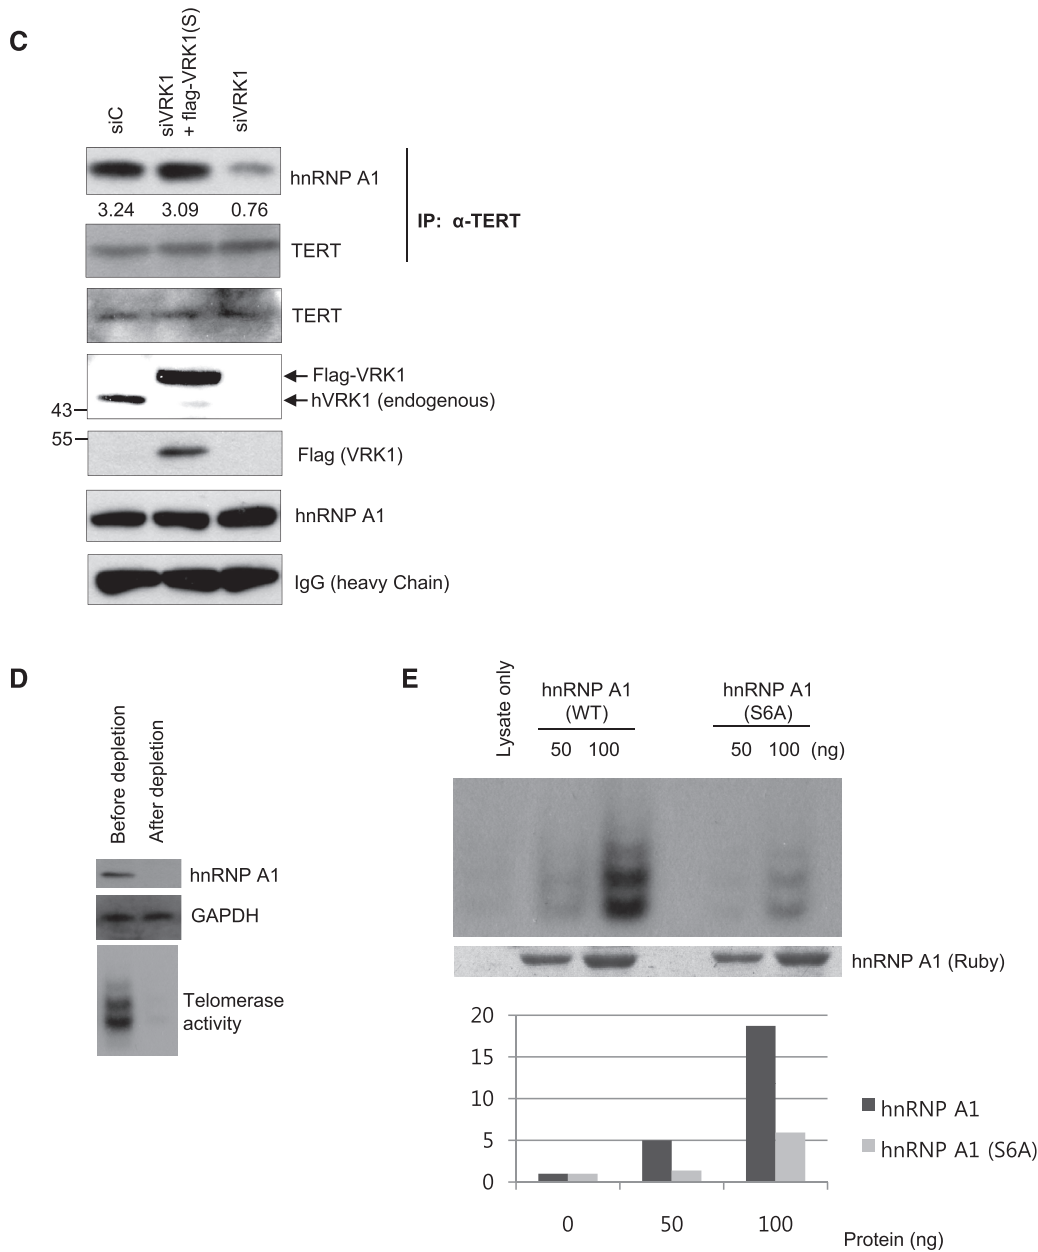 C
siC
siVRK1
+ flag-VRK1(S)
siVRK1
hnRNP A1
3.24 3.09 0.76
IP: α-TERT
TERT
TERT
Flag-VRK1
hVRK1 (endogenous)
43
55
Flag (VRK1)
hnRNP A1
IgG (heavy Chain)
D
Before depletion
After depletion
hnRNP A1
GAPDH
Telomerase
activity
E
Lysate only
hnRNP A1
(WT)
hnRNP A1
(S6A)
50 100 50 100 (ng)
hnRNP A1 (Ruby)
20
15
10
5
0
0 50 100
Protein (ng)
hnRNP A1
hnRNP A1 (S6A)